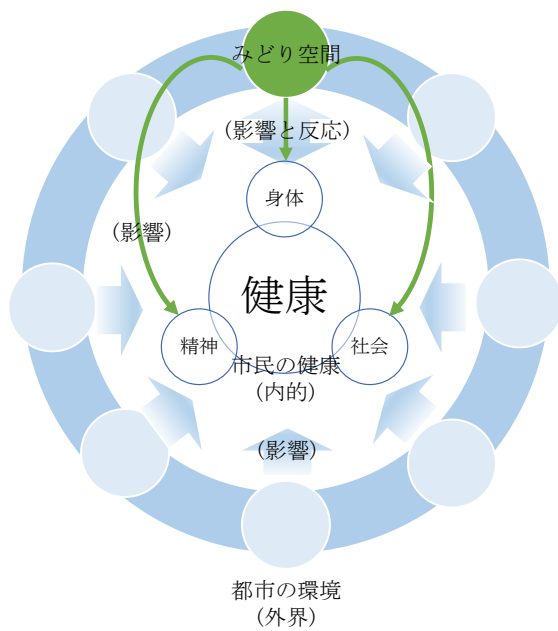 みどり空間
(影響と反応)
身体
(影響)
健康
精神
社会
市民の健康
(内的)
(影響)
都市の環境
(外界)